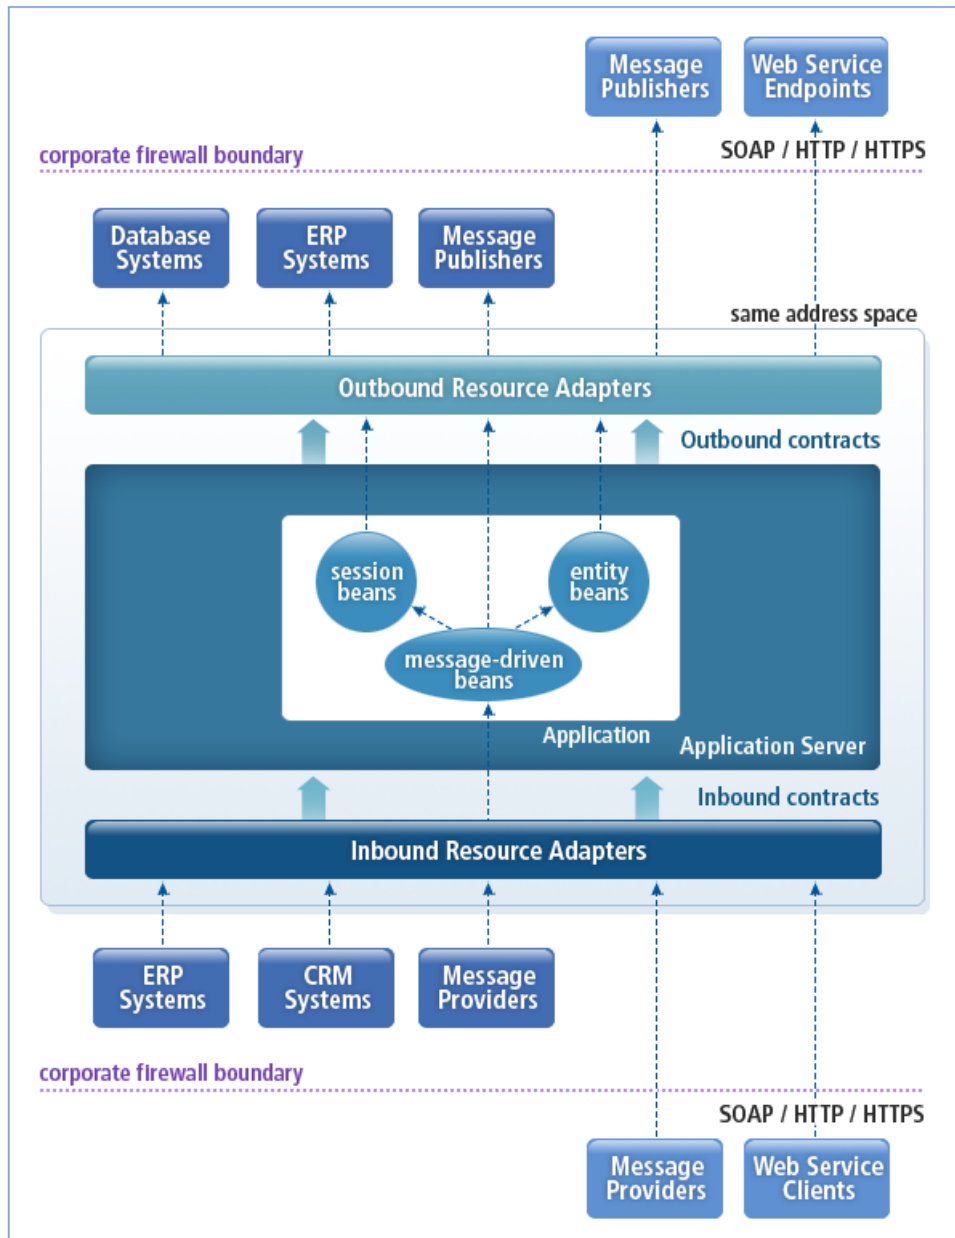 Message
Publishers
Web Service
Endpoints
corporate firewall boundary
SOAP / HTTP / HTTPS
Database
Systems
ERP
Systems
Message
Publishers
same address space
Outbound Resource Adapters
Outbound contracts
session
beans
entity
beans
message-driven
beans
Application
Application Server
Inbound contracts
Inbound Resource Adapters
ERP
Systems
CRM
Systems
Message
Providers
corporate firewall boundary
SOAP / HTTP / HTTPS
Message
Providers
Web Service
Clients